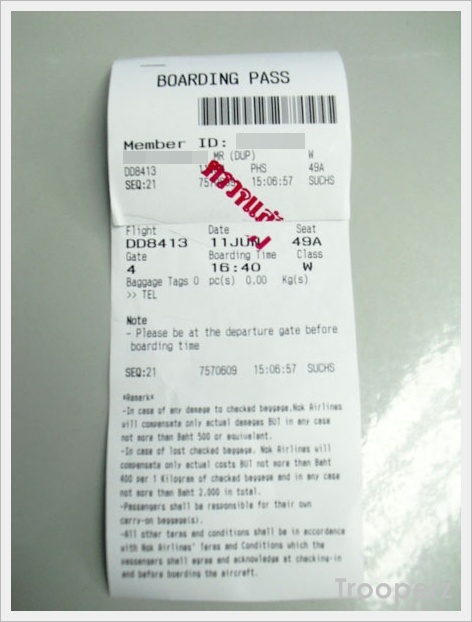 BOARDING PASS
Member ID:
MR (DUP) W
DD8413 PHS 49A
SEQ:21 15:06:57 SUCHS
ตรวจแล้ว
Flight Date Seat
DD8413 11JUN 49A
Gate Boarding Time Class
4 16:40 W
Baggage Tags 0 pc(s) 0.00 Kg(s)
>> TEL
Note
- Please be at the departure gate before
boarding time
SEQ:21 7570609 15:06:57 SUCHS
*Remark*
-In case of any damage to checked baggage,Nok Airlines
will compensate only actual damages BUT in any case
not more than Baht 500 or equivalent.
-In case of lost checked baggage, Nok Airlines will
compensate only actual costs BUT not more than Baht
400 per 1 Kilogram of checked baggage and in any case
not more than Baht 2,000 in total.
-Passengers shall be responsible for their own
carry-on baggage(s).
-All other terms and conditions shall be in accordance
with Nok Airlines' Terms and Conditions which the
passengers shall agree and acknowledge at checking-in
and before boarding the aircraft.
Trooperz